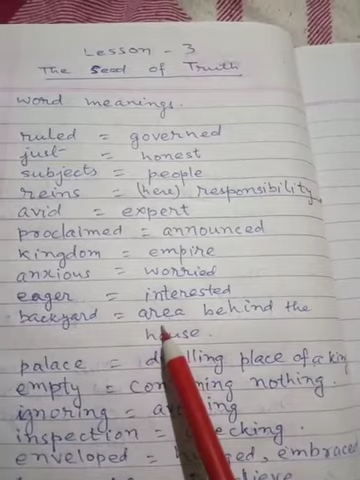 Lesson - 3
The Seed of Truth
word meanings.
ruled = governed
just = honest
subjects = people
reins = (here) responsibility.
avid = expert
proclaimed = announced
kingdom = empire
anxious = worried
eager = interested
backyard = area behind the
house.
palace = dwelling place of a king
empty = containing nothing.
ignoring = avoiding
inspection = checking.
enveloped = embraced